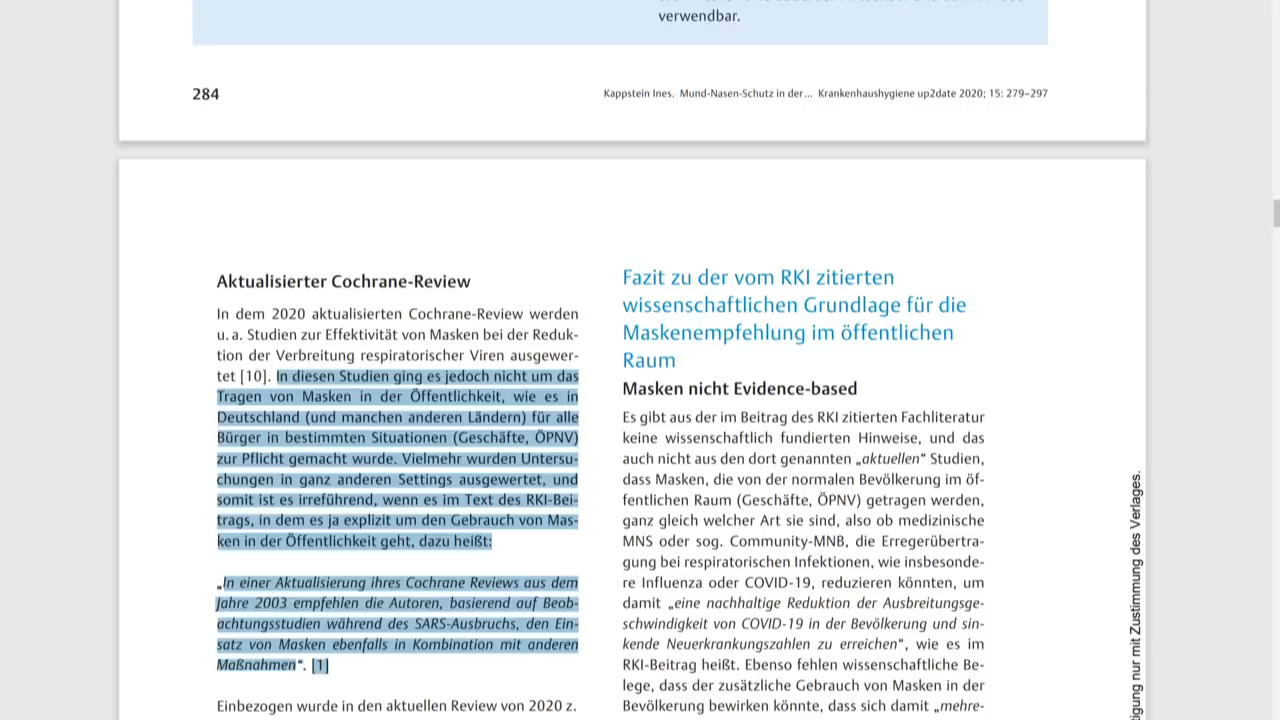 verwendbar.
284
Kappstein Ines. Mund-Nasen-Schutz in der… Krankenhaushygiene up2date 2020; 15: 279–297
Aktualisierter Cochrane-Review
In dem 2020 aktualisierten Cochrane-Review werden
u. a. Studien zur Effektivität von Masken bei der Reduk-
tion der Verbreitung respiratorischer Viren ausgewer-
tet [10]. In diesen Studien ging es jedoch nicht um das
Tragen von Masken in der Öffentlichkeit, wie es in
Deutschland (und manchen anderen Ländern) für alle
Bürger in bestimmten Situationen (Geschäfte, ÖPNV)
zur Pflicht gemacht wurde. Vielmehr wurden Untersu-
chungen in ganz anderen Settings ausgewertet, und
somit ist es irreführend, wenn es im Text des RKI-Bei-
trags, in dem es ja explizit um den Gebrauch von Mas-
ken in der Öffentlichkeit geht, dazu heißt:
„In einer Aktualisierung ihres Cochrane Reviews aus dem
Jahre 2003 empfehlen die Autoren, basierend auf Beob-
achtungsstudien während des SARS-Ausbruchs, den Ein-
satz von Masken ebenfalls in Kombination mit anderen
Maßnahmen“. [1]
Einbezogen wurde in den aktuellen Review von 2020 z.
Fazit zu der vom RKI zitierten
wissenschaftlichen Grundlage für die
Maskenempfehlung im öffentlichen
Raum
Masken nicht Evidence-based
Es gibt aus der im Beitrag des RKI zitierten Fachliteratur
keine wissenschaftlich fundierten Hinweise, und das
auch nicht aus den dort genannten „aktuellen“ Studien,
dass Masken, die von der normalen Bevölkerung im öf-
fentlichen Raum (Geschäfte, ÖPNV) getragen werden,
ganz gleich welcher Art sie sind, also ob medizinische
MNS oder sog. Community-MNB, die Erregerübertra-
gung bei respiratorischen Infektionen, wie insbesonde-
re Influenza oder COVID-19, reduzieren könnten, um
damit „eine nachhaltige Reduktion der Ausbreitungsge-
schwindigkeit von COVID-19 in der Bevölkerung und sin-
kende Neuerkrankungszahlen zu erreichen“, wie es im
RKI-Beitrag heißt. Ebenso fehlen wissenschaftliche Be-
lege, dass der zusätzliche Gebrauch von Masken in der
Bevölkerung bewirken könnte, dass sich damit „mehre-
nur mit Zustimmung des Verlages.